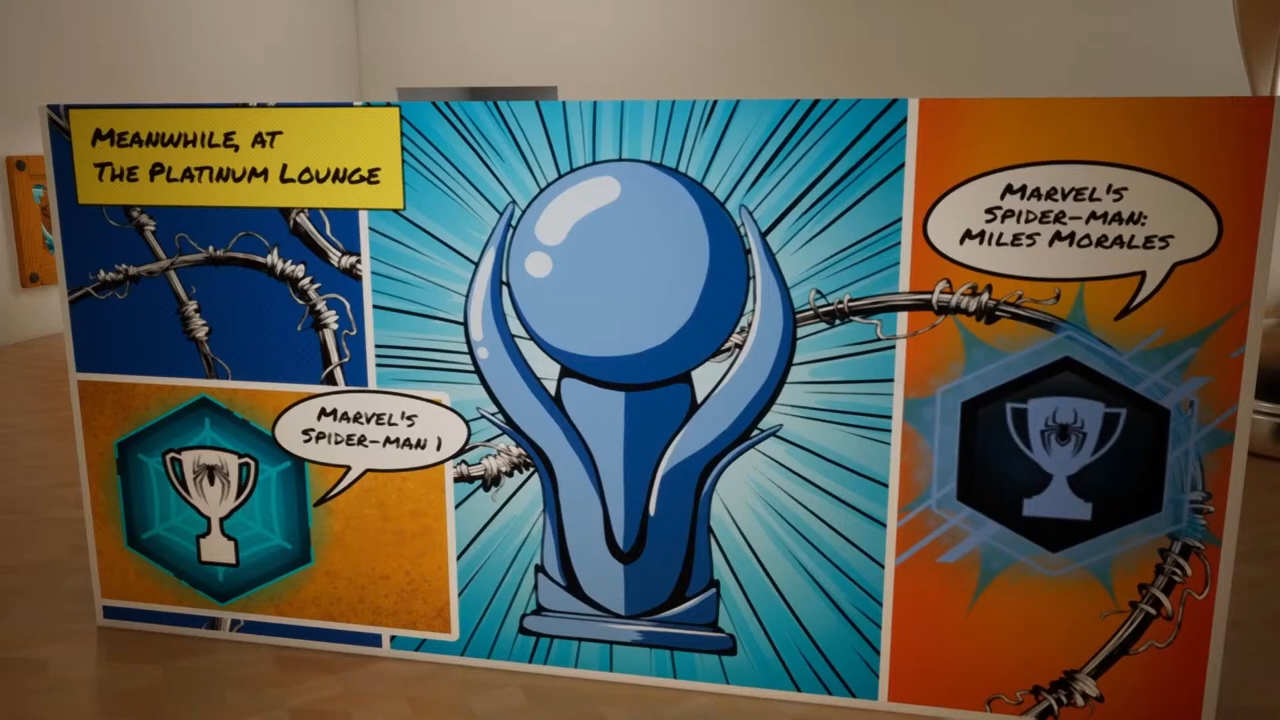 MEANWHILE, AT
THE PLATINUM LOUNGE
MARVEL'S
SPIDER-MAN 1
MARVEL'S
SPIDER-MAN:
MILES MORALES